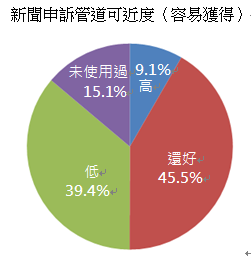 新聞申訴管道可近度（容易獲得）
未使用過
15.1%
9.1%
高
還好
45.5%
低
39.4%